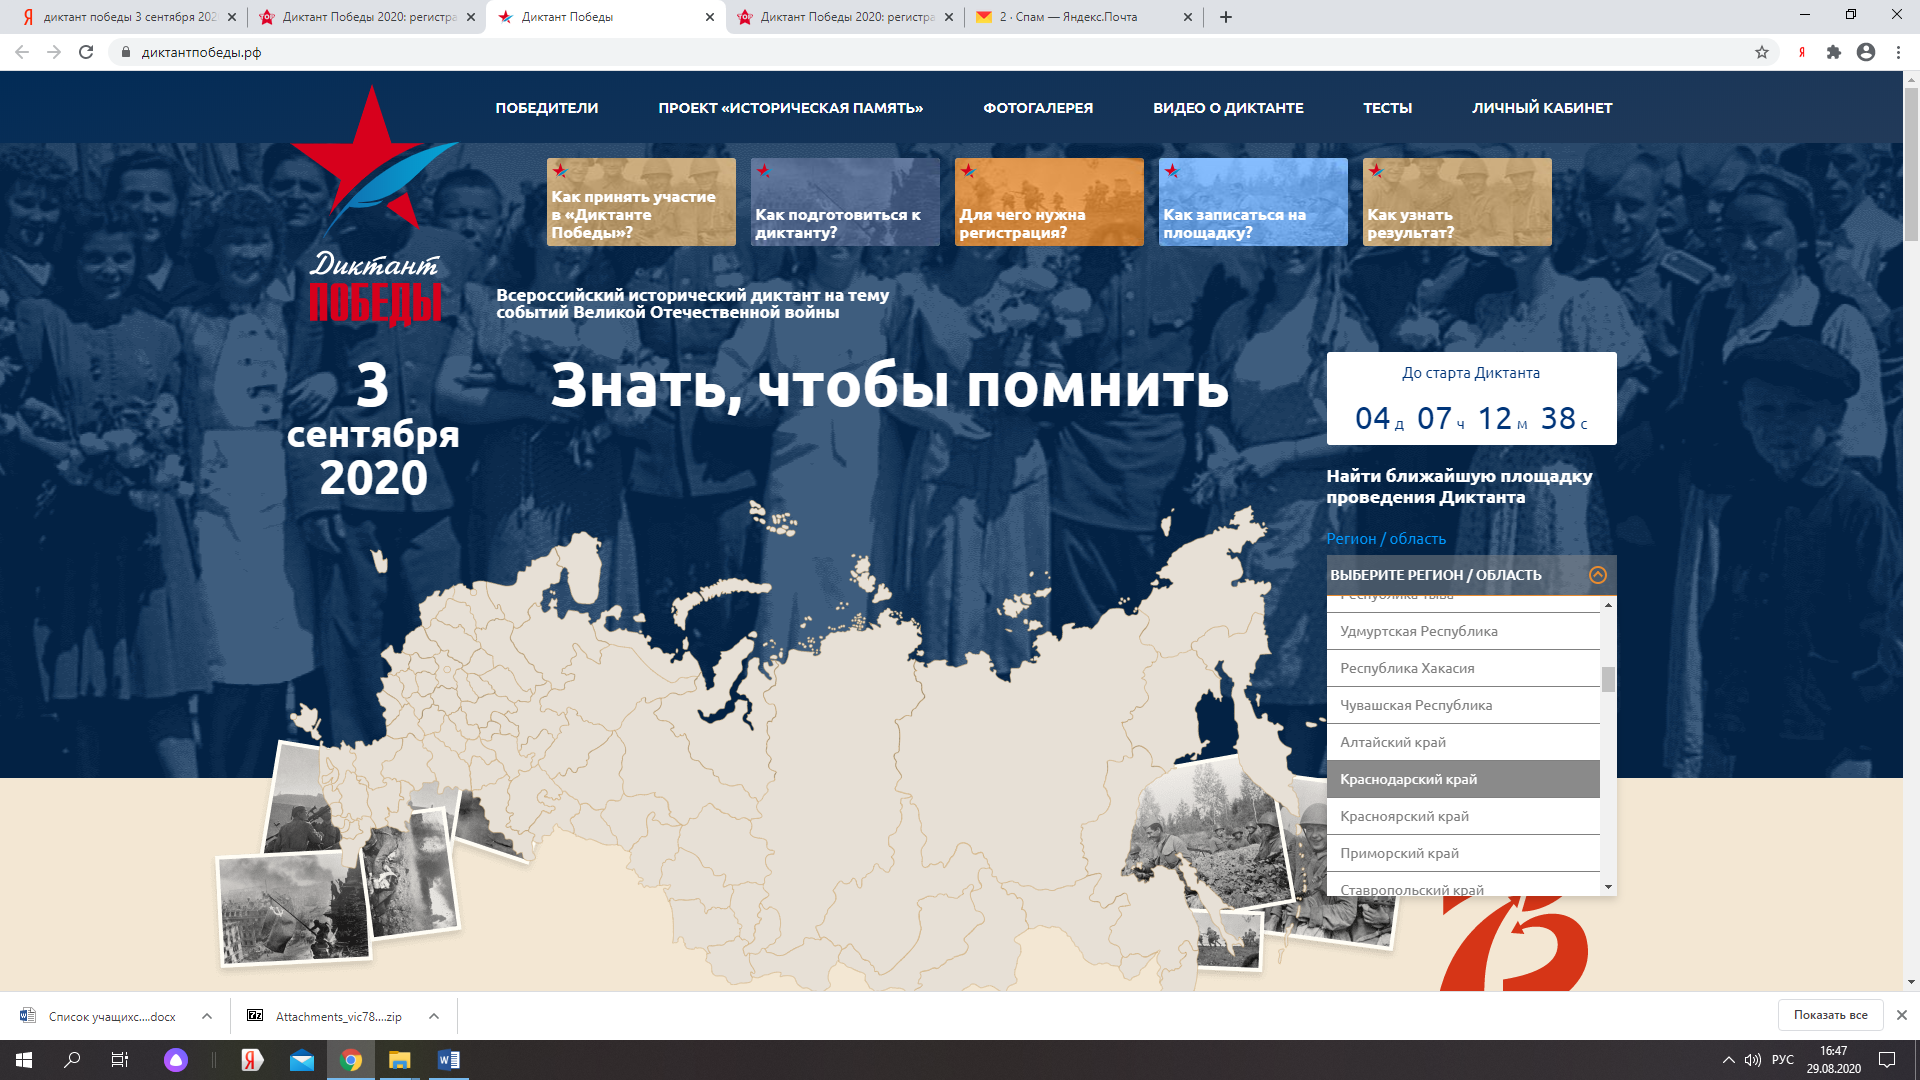 диктант победы 3 сентября 202
Диктант Победы 2020: регистра
Диктант Победы
Диктант Победы 2020: регистра
2 · Спам — Яндекс.Почта
диктантпобеды.рф
ПОБЕДИТЕЛИ
ПРОЕКТ «ИСТОРИЧЕСКАЯ ПАМЯТЬ»
ФОТОГАЛЕРЕЯ
ВИДЕО О ДИКТАНТЕ
ТЕСТЫ
ЛИЧНЫЙ КАБИНЕТ
Как принять участие
в «Диктанте
Победы»?
Как подготовиться к
диктанту?
Для чего нужна
регистрация?
Как записаться на
площадку?
Как узнать
результат?
Диктант
ПОБЕДЫ
Всероссийский исторический диктант на тему
событий Великой Отечественной войны
3
сентября
2020
Знать, чтобы помнить
До старта Диктанта
04 д 07 ч 12 м 38 с
Найти ближайшую площадку
проведения Диктанта
Регион / область
ВЫБЕРИТЕ РЕГИОН / ОБЛАСТЬ
Республика Тыва
Удмуртская Республика
Республика Хакасия
Чувашская Республика
Алтайский край
Краснодарский край
Красноярский край
Приморский край
Ставропольский край
75
Список учащихс....docx
Attachments_vic78....zip
Показать все
РУС
16:47
29.08.2020